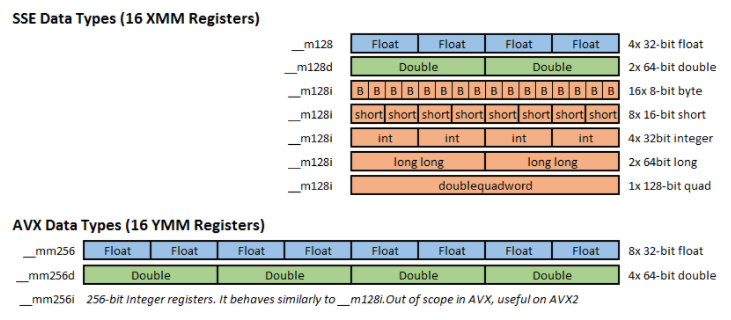 SSE Data Types (16 XMM Registers)
__m128 Float Float Float Float 4x 32-bit float
__m128d Double Double 2x 64-bit double
__m128i B B B B B B B B B B B B B B B B 16x 8-bit byte
__m128i short short short short short short short short 8x 16-bit short
__m128i int int int int 4x 32bit integer
__m128i long long long long 2x 64bit long
__m128i doublequadword 1x 128-bit quad
AVX Data Types (16 YMM Registers)
__mm256 Float Float Float Float Float Float Float Float 8x 32-bit float
__mm256d Double Double Double Double 4x 64-bit double
__mm256i 256-bit Integer registers. It behaves similarly to __m128i.Out of scope in AVX, useful on AVX2